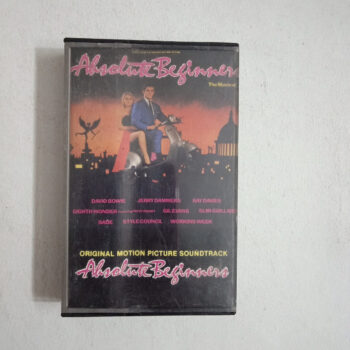 Absolute Beginners
The Musical
DAVID BOWIE JERRY DAMMERS RAY DAVIES
EIGHTH WONDER GIL EVANS SLIM GAILLARD
SADE STYLE COUNCIL WORKING WEEK
ORIGINAL MOTION PICTURE SOUNDTRACK
Absolute Beginners